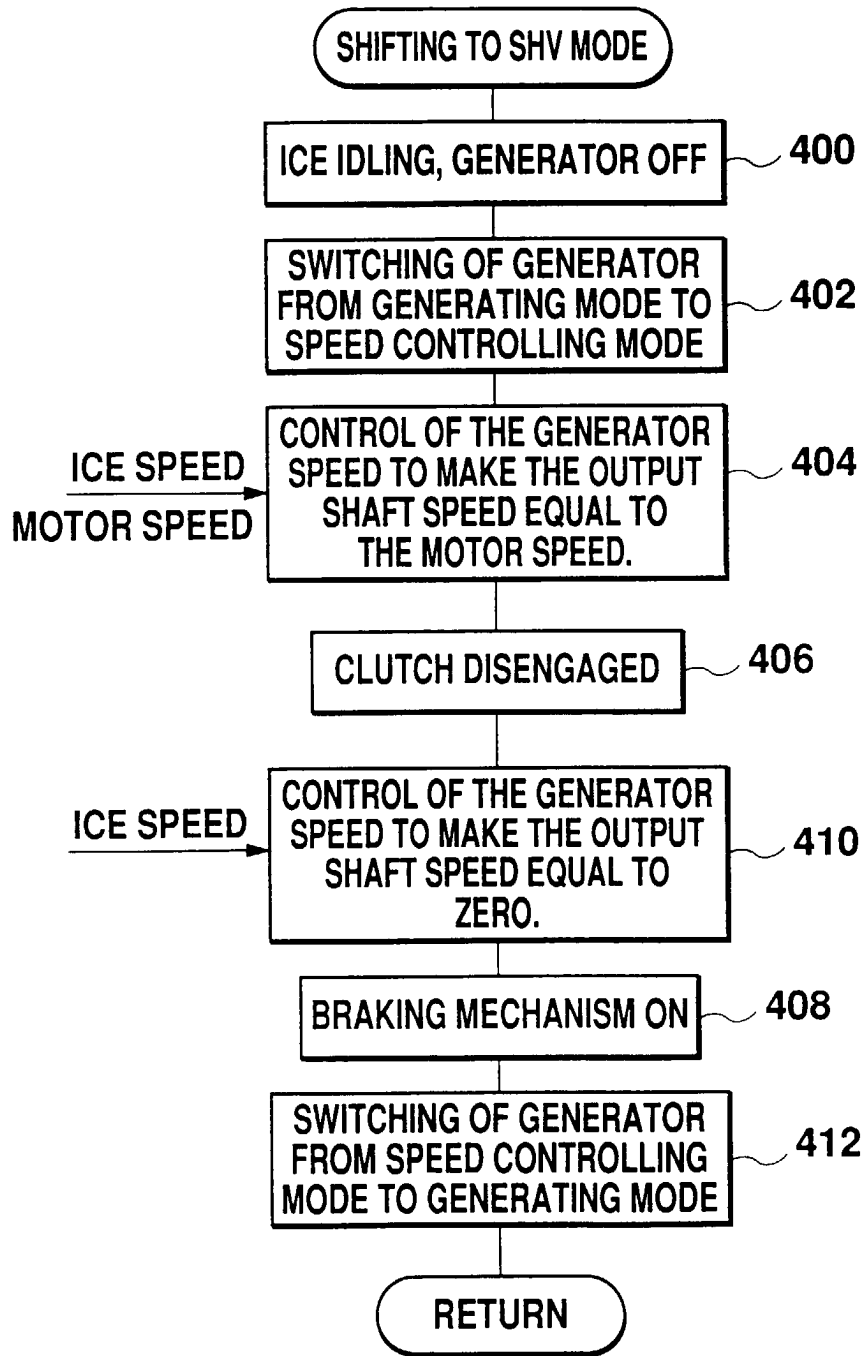 SHIFTING TO SHV MODE
ICE IDLING, GENERATOR OFF
400
SWITCHING OF GENERATOR
FROM GENERATING MODE TO
SPEED CONTROLLING MODE
402
ICE SPEED
MOTOR SPEED
CONTROL OF THE GENERATOR
SPEED TO MAKE THE OUTPUT
SHAFT SPEED EQUAL TO
THE MOTOR SPEED.
404
CLUTCH DISENGAGED
406
ICE SPEED
CONTROL OF THE GENERATOR
SPEED TO MAKE THE OUTPUT
SHAFT SPEED EQUAL TO
ZERO.
410
BRAKING MECHANISM ON
408
SWITCHING OF GENERATOR
FROM SPEED CONTROLLING
MODE TO GENERATING MODE
412
RETURN